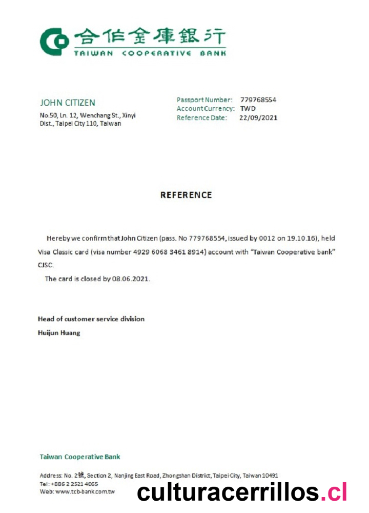 合作金庫銀行
TAIWAN COOPERATIVE BANK
JOHN CITIZEN
No.50, Ln. 12, Wenchang St., Xinyi
Dist., Taipei City 110, Taiwan
Passport Number: 779768554
Account Currency: TWD
Reference Date: 22/09/2021
REFERENCE
Hereby we confirm that John Citizen (pass. No 779768554, issued by 0012 on 19.10.16), held
Visa Classic card (visa number 4929 6068 3461 8914) account with "Taiwan Cooperative bank"
CJSC.
The card is closed by 08.06.2021.
Head of customer service division
Huijun Huang
Taiwan Cooperative Bank
Address: No. 2號, Section 2, Nanjing East Road, Zhongshan District, Taipei City, Taiwan 10491
Tel: +886 2 2521 4065
Web: www.tcb-bank.com.tw
culturacerrillos.cl